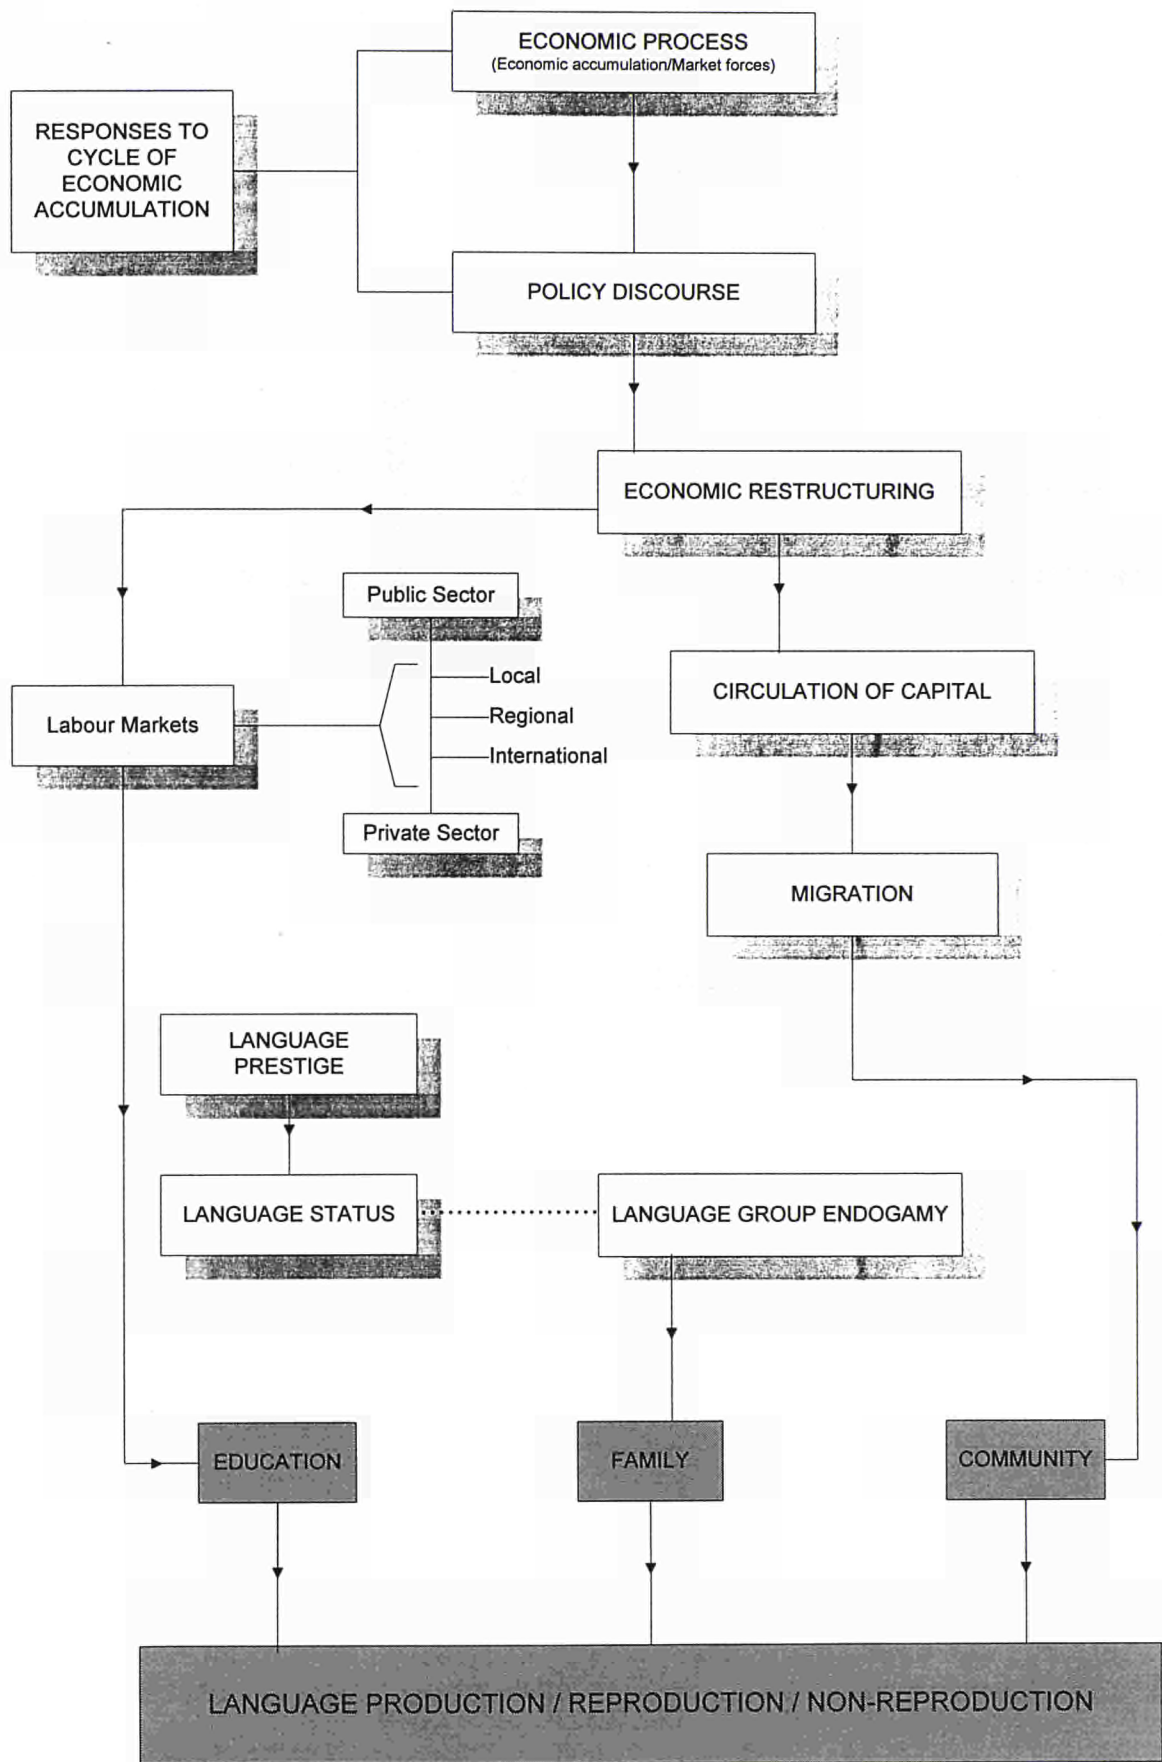 ECONOMIC PROCESS
(Economic accumulation/Market forces)
RESPONSES TO
CYCLE OF
ECONOMIC
ACCUMULATION
POLICY DISCOURSE
ECONOMIC RESTRUCTURING
Public Sector
Local
Regional
International
Private Sector
Labour Markets
CIRCULATION OF CAPITAL
MIGRATION
LANGUAGE
PRESTIGE
LANGUAGE STATUS
LANGUAGE GROUP ENDOGAMY
EDUCATION
FAMILY
COMMUNITY
LANGUAGE PRODUCTION / REPRODUCTION / NON-REPRODUCTION